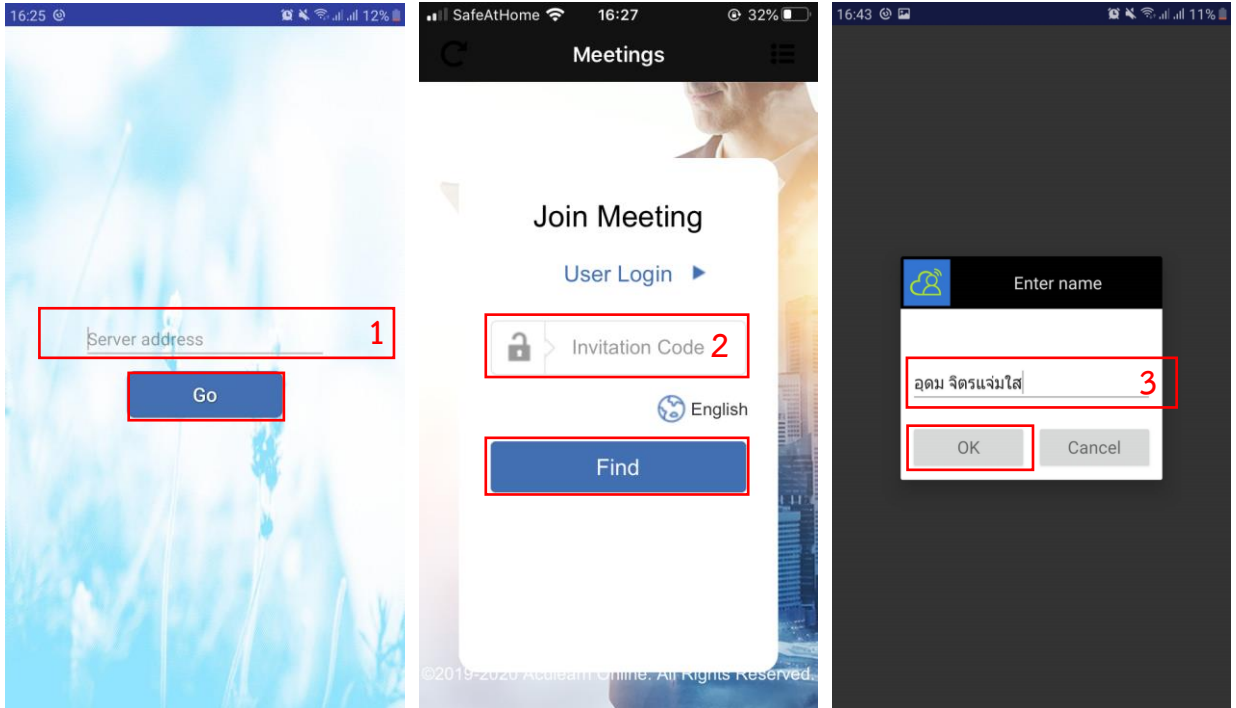 16:25
12%
Server address
1
Go
SafeAtHome
16:27
32%
Meetings
Join Meeting
User Login
Invitation Code
2
English
Find
©2019-2020 Aculearn Online. All Rights Reserved.
16:43
11%
Enter name
อุดม จิตรแจ่มใส
3
OK
Cancel